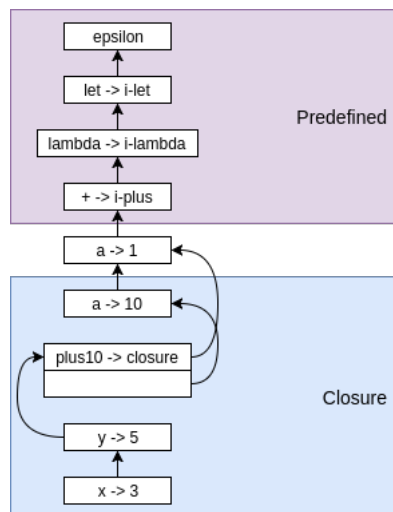 epsilon
let -> i-let
lambda -> i-lambda
Predefined
+ -> i-plus
a -> 1
a -> 10
plus10 -> closure
Closure
y -> 5
x -> 3